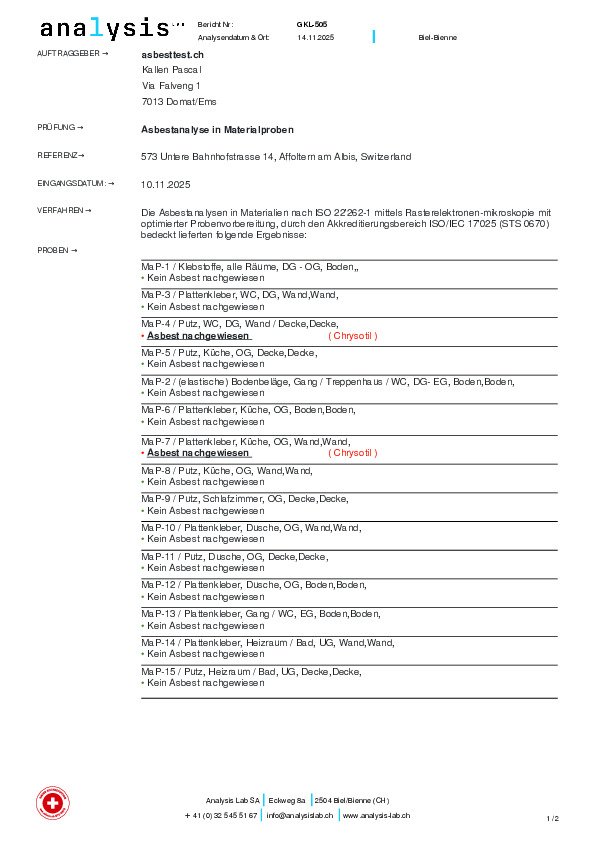 analysis
Bericht Nr: GKL-505
Analysendatum & Ort: 14.11.2025 Biel-Bienne
AUFTRAGGEBER → asbesttest.ch
Kallen Pascal
Via Falveng 1
7013 Domat/Ems
PRÜFUNG → Asbestanalyse in Materialproben
REFERENZ → 573 Untere Bahnhofstrasse 14, Affoltern am Albis, Switzerland
EINGANGSDATUM: → 10.11.2025
VERFAHREN → Die Asbestanalysen in Materialien nach ISO 22'262-1 mittels Rasterelektronen-mikroskopie mit
optimierter Probenvorbereitung, durch den Akkreditierungsbereich ISO/IEC 17'025 (STS 0670)
bedeckt lieferten folgende Ergebnisse:
PROBEN →
MaP-1 / Klebstoffe, alle Räume, DG - OG, Boden,,
• Kein Asbest nachgewiesen
MaP-3 / Plattenkleber, WC, DG, Wand,Wand,
• Kein Asbest nachgewiesen
MaP-4 / Putz, WC, DG, Wand / Decke,Decke,
• Asbest nachgewiesen ( Chrysotil )
MaP-5 / Putz, Küche, OG, Decke,Decke,
• Kein Asbest nachgewiesen
MaP-2 / (elastische) Bodenbeläge, Gang / Treppenhaus / WC, DG- EG, Boden,Boden,
• Kein Asbest nachgewiesen
MaP-6 / Plattenkleber, Küche, OG, Boden,Boden,
• Kein Asbest nachgewiesen
MaP-7 / Plattenkleber, Küche, OG, Wand,Wand,
• Asbest nachgewiesen ( Chrysotil )
MaP-8 / Putz, Küche, OG, Wand,Wand,
• Kein Asbest nachgewiesen
MaP-9 / Putz, Schlafzimmer, OG, Decke,Decke,
• Kein Asbest nachgewiesen
MaP-10 / Plattenkleber, Dusche, OG, Wand,Wand,
• Kein Asbest nachgewiesen
MaP-11 / Putz, Dusche, OG, Decke,Decke,
• Kein Asbest nachgewiesen
MaP-12 / Plattenkleber, Dusche, OG, Boden,Boden,
• Kein Asbest nachgewiesen
MaP-13 / Plattenkleber, Gang / WC, EG, Boden,Boden,
• Kein Asbest nachgewiesen
MaP-14 / Plattenkleber, Heizraum / Bad, UG, Wand,Wand,
• Kein Asbest nachgewiesen
MaP-15 / Putz, Heizraum / Bad, UG, Decke,Decke,
• Kein Asbest nachgewiesen
Analysis Lab SA | Eckweg 8a | 2504 Biel/Bienne (CH)
+ 41 (0) 32 545 51 67 | info@analysislab.ch | www.analysis-lab.ch
1 / 2